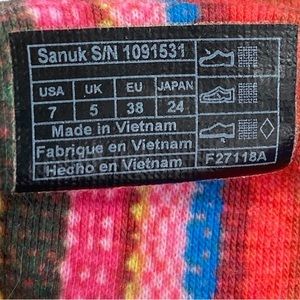 Sanuk S/N 1091531
USA UK EU JAPAN
7 5 38 24
Made in Vietnam
Fabrique en Vietnam
Hecho en Vietnam
F27118A